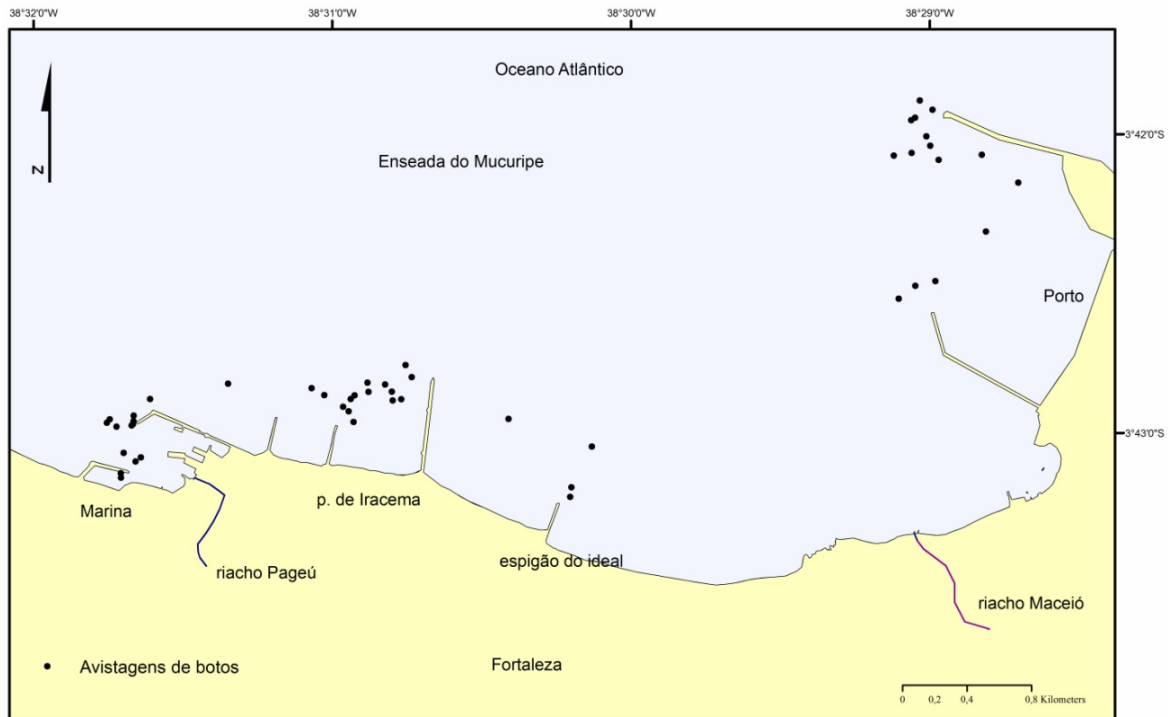 38°32'0"W 38°31'0"W 38°30'0"W 38°29'0"W
Oceano Atlântico
3°42'0"S
Enseada do Mucuripe
N
Porto
3°43'0"S
p. de Iracema
Marina
espigão do ideal
riacho Pageú
riacho Maceió
Avistagens de botos
Fortaleza
0 0,2 0,4 0,8 Kilometers